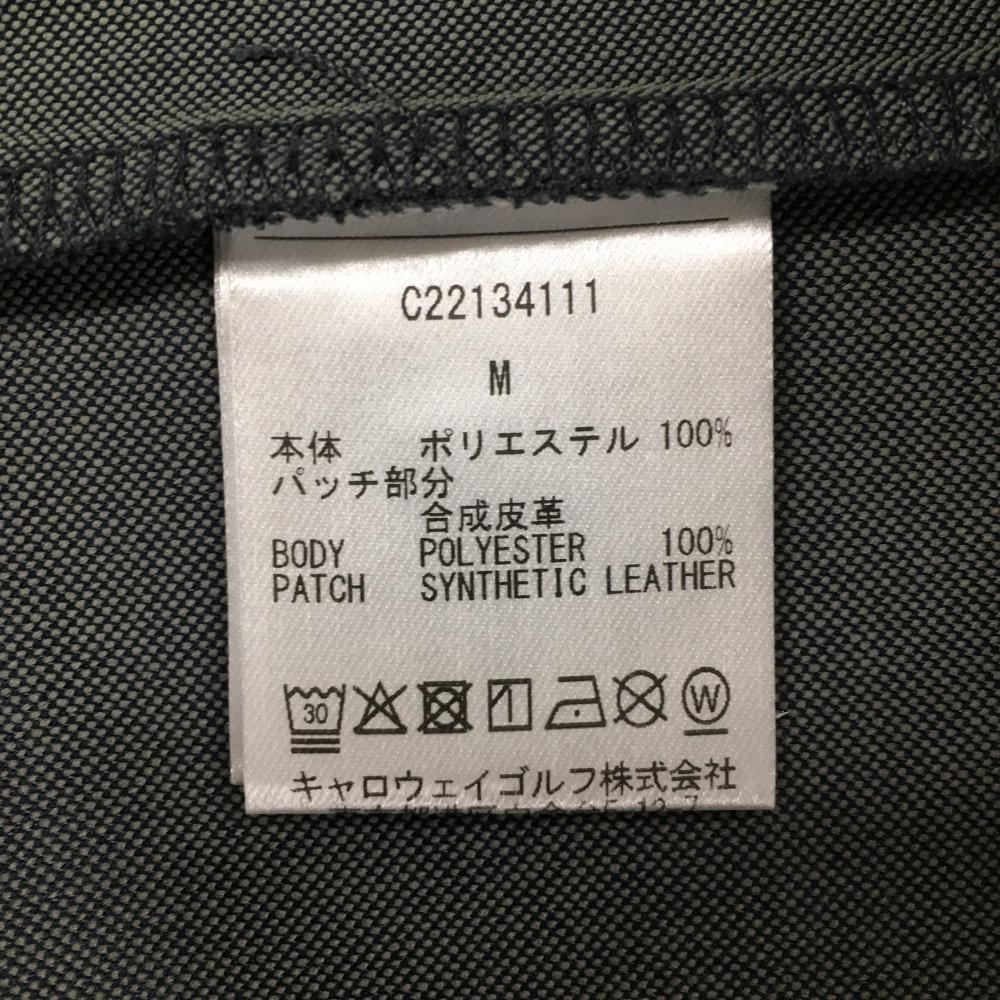 C22134111
M
本体 ポリエステル 100%
パッチ部分
合成皮革
BODY POLYESTER 100%
PATCH SYNTHETIC LEATHER
30 W
キャロウェイゴルフ株式会社